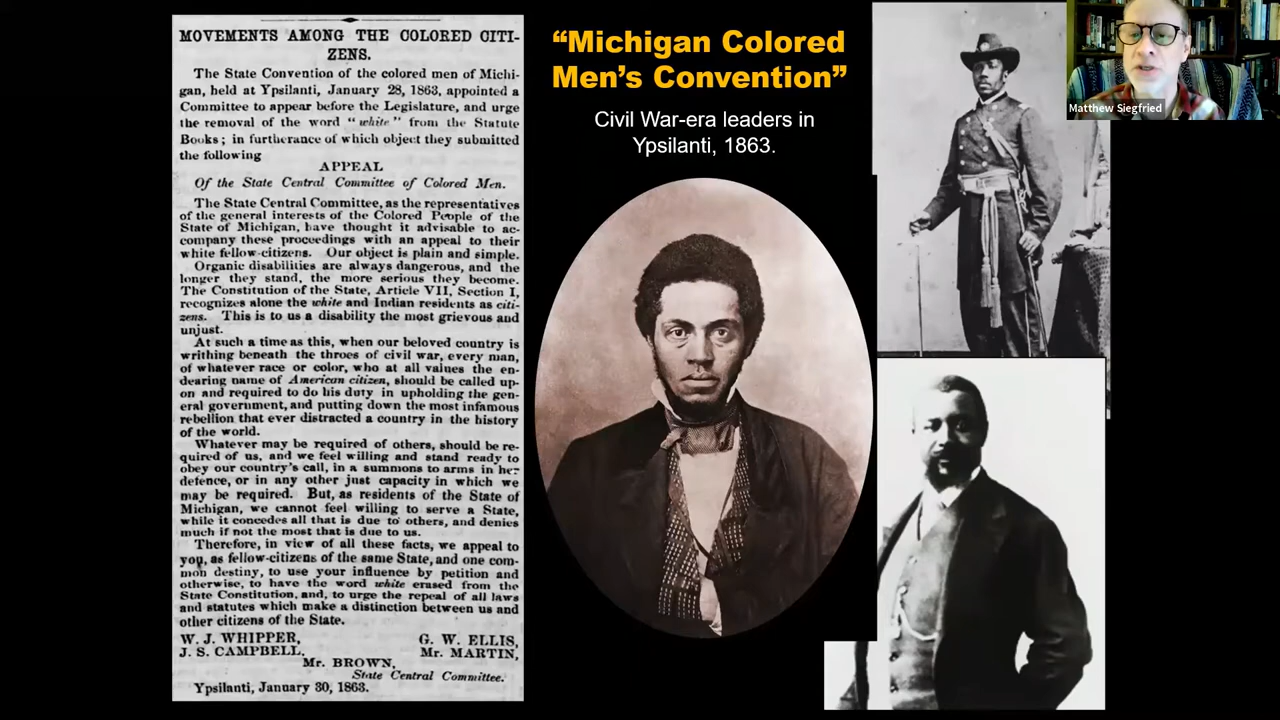 MOVEMENTS AMONG THE COLORED CITI-
ZENS.
The State Convention of the colored men of Michi-
gan, held at Ypsilanti, January 28, 1863, appointed a
Committee to appear before the Legislature, and urge
the removal of the word "white" from the Statute
Books; in furtherance of which object they submitted
the following
APPEAL
Of the State Central Committee of Colored Men.
The State Central Committee, as the representatives
of the general interests of the Colored People of the
State of Michigan, have thought it advisable to ac-
company these proceedings with an appeal to their
white fellow-citizens. Our object is plain and simple.
Organic disabilities are always dangerous, and the
longer they stand, the more serious they become.
The Constitution of the State, Article VII, Section I,
recognizes alone the white and Indian residents as citi-
zens. This is to us a disability the most grievous and
unjust.
At such a time as this, when our beloved country is
writhing beneath the throes of civil war, every man,
of whatever race or color, who at all values the en-
dearing name of American citizen, should be called up-
on and required to do his duty in upholding the gen-
eral government, and putting down the most infamous
rebellion that ever distracted a country in the history
of the world.
Whatever may be required of others, should be re-
quired of us, and we feel willing and stand ready to
obey our country's call, in a summons to arms in her
defence, or in any other just capacity in which we
may be required. But, as residents of the State of
Michigan, we cannot feel willing to serve a State,
while it concedes all that is due to others, and denies
much if not the most that is due to us.
Therefore, in view of all these facts, we appeal to
you, as fellow-citizens of the same State, and one com-
mon destiny, to use your influence by petition and
otherwise, to have the word white erased from the
State Constitution, and, to urge the repeal of all laws
and statutes which make a distinction between us and
other citizens of the State.
W. J. WHIPPER, G. W. ELLIS,
J. S. CAMPBELL, Mr. MARTIN,
Mr. BROWN,
State Central Committee.
Ypsilanti, January 30, 1863.
“Michigan Colored
Men’s Convention”
Civil War-era leaders in
Ypsilanti, 1863.
Matthew Siegfried